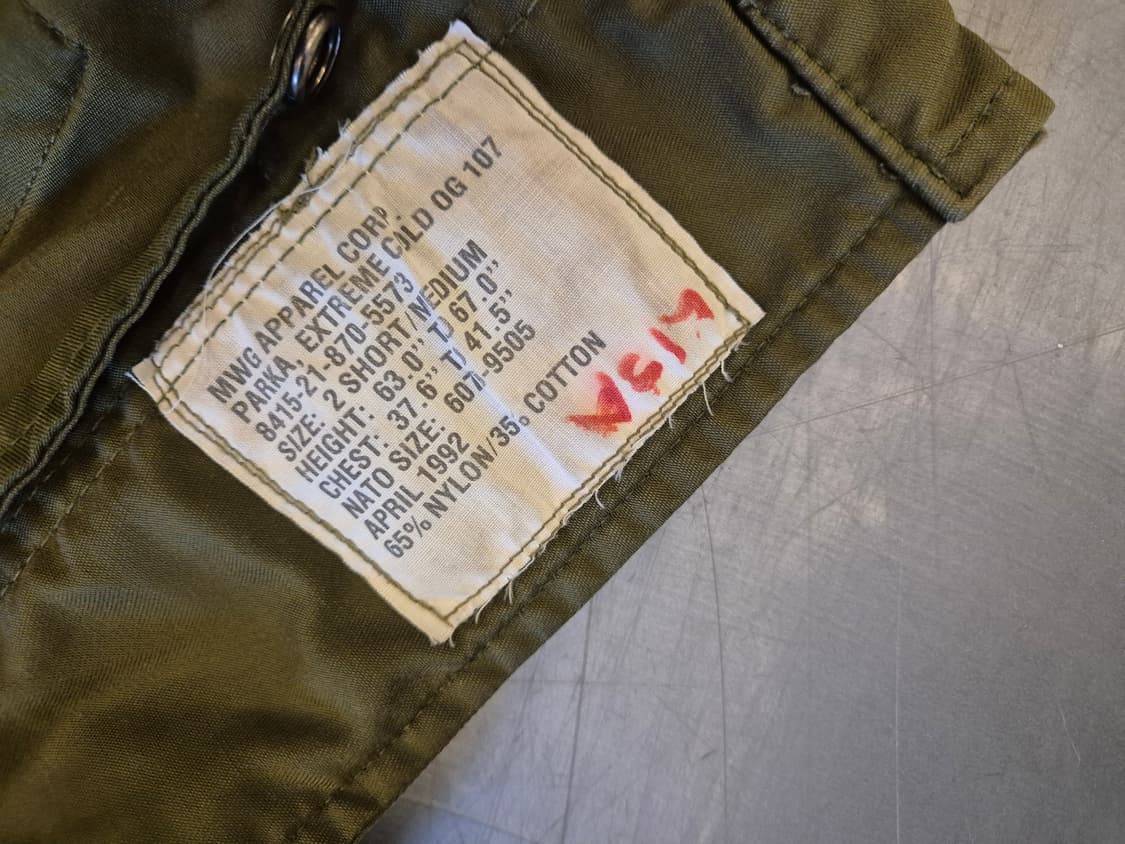 MWG APPAREL CORP.
PARKA, EXTREME COLD OG 107
8415-21-870-5573
SIZE: 2 SHORT/MEDIUM
HEIGHT: 63.0” TO 67.0”
CHEST: 37.6” TO 41.5”
NATO SIZE: 607-9505
APRIL 1992
65% NYLON/35% COTTON